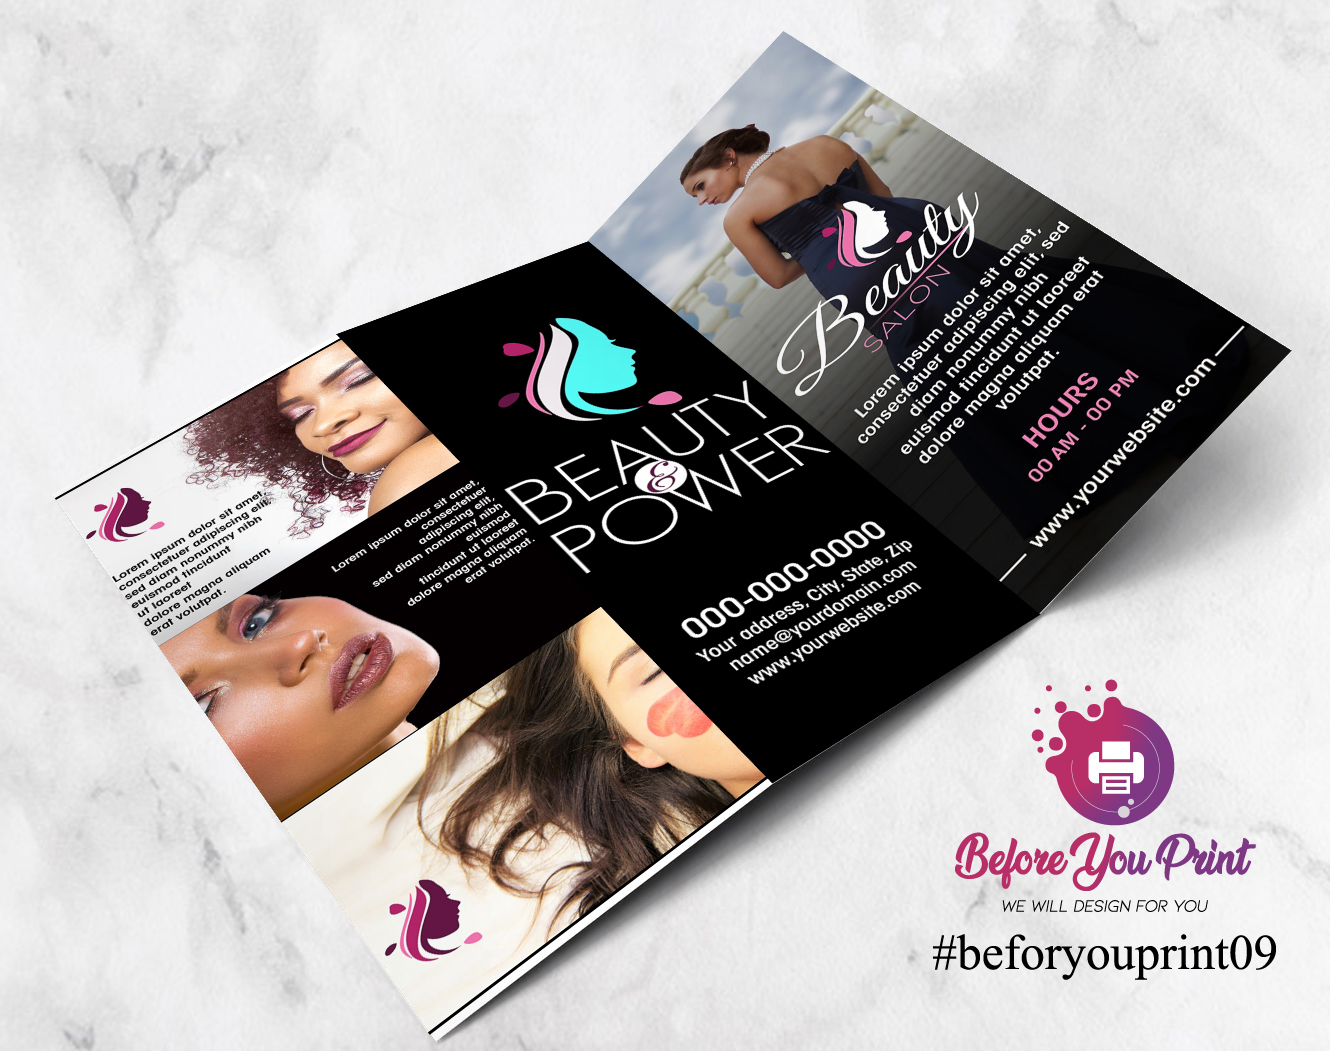 Lorem ipsum dolor sit amet,
consectetuer adipiscing elit,
sed diam nonummy nibh
euismod tincidunt
ut laoreet
dolore magna aliquam
erat volutpat.
Lorem ipsum dolor sit amet,
consectetuer
adipiscing elit,
sed diam nonummy nibh
euismod
tincidunt ut laoreet
dolore magna aliquam
erat volutpat.
BEAUTY
&
POWER
000-000-0000
Your address, City, State, Zip
name@yourdomain.com
www.yourwebsite.com
Beauty
SALON
Lorem ipsum dolor sit amet,
consectetuer adipiscing elit, sed
diam nonummy nibh
euismod tincidunt ut laoreet
dolore magna aliquam erat
volutpat.
HOURS
00 AM - 00 PM
www.yourwebsite.com
Before You Print
WE WILL DESIGN FOR YOU
#beforyouprint09